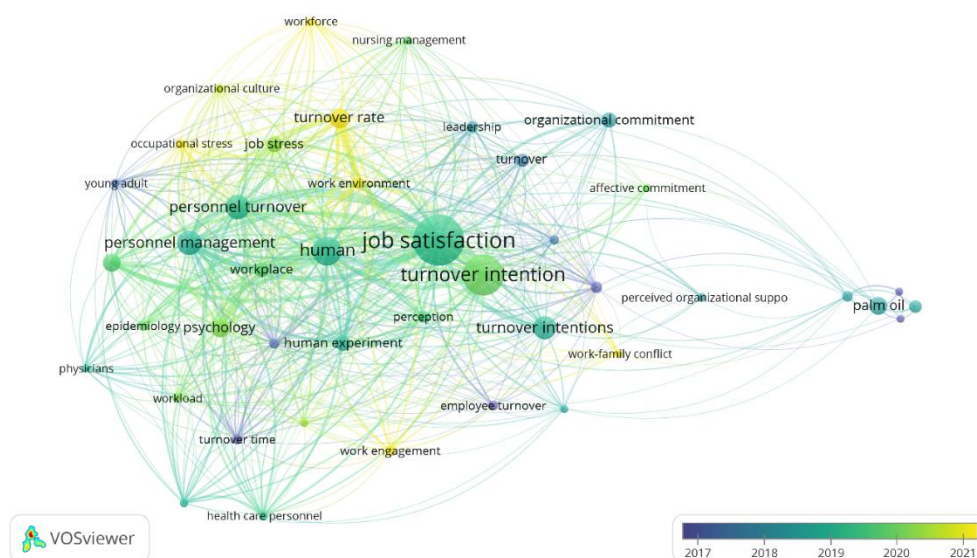 workforce
nursing management
organizational culture
turnover rate
organizational commitment
leadership
occupational stress
job stress
turnover
young adult
work environment
affective commitment
personnel turnover
job satisfaction
personnel management
human
workplace
turnover intention
perceived organizational suppo
palm oil
perception
epidemiology
psychology
turnover intentions
human experiment
work-family conflict
physicians
workload
employee turnover
turnover time
work engagement
health care personnel
VOSviewer
2017 2018 2019 2020 2021